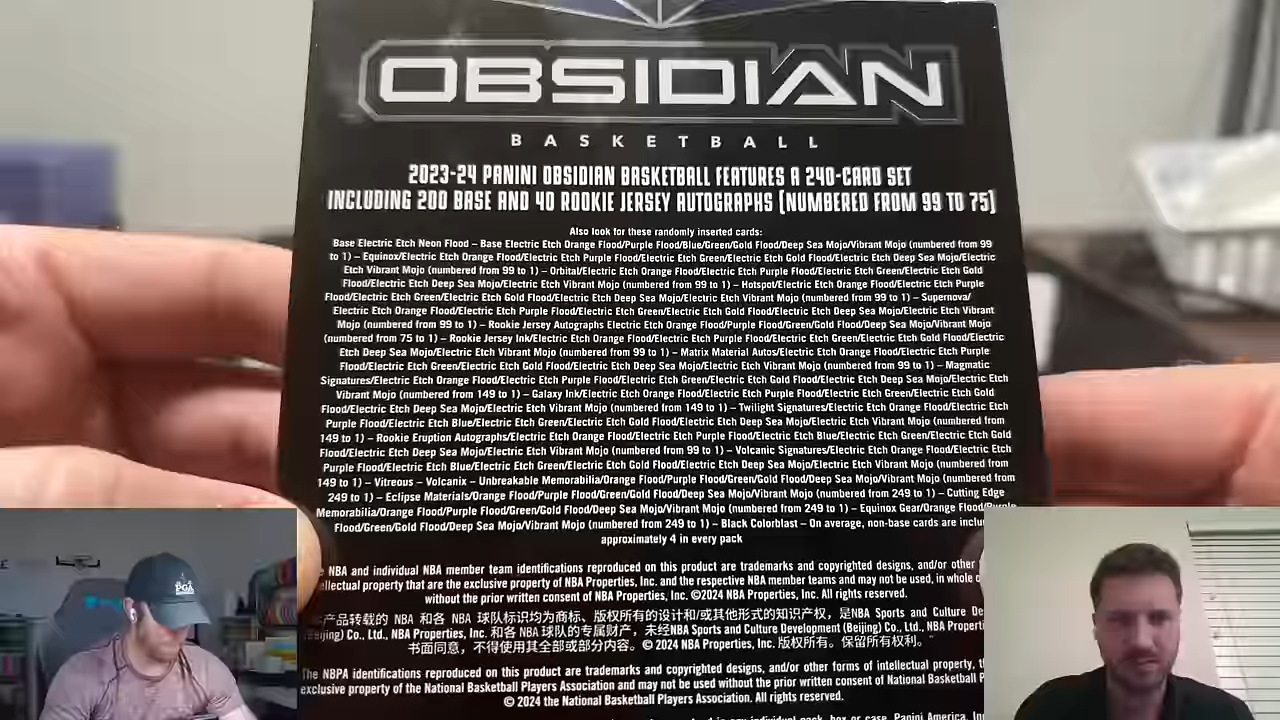 OBSIDIAN
BASKETBALL
2023-24 PANINI OBSIDIAN BASKETBALL FEATURES A 240-CARD SET
INCLUDING 200 BASE AND 40 ROOKIE JERSEY AUTOGRAPHS (NUMBERED FROM 99 TO 75)
Also look for these randomly inserted cards:
Base Electric Etch Neon Flood – Base Electric Etch Orange Flood/Purple Flood/Blue/Green/Gold Flood/Deep Sea Mojo/Vibrant Mojo (numbered from 99
to 1) – Equinox/Electric Etch Orange Flood/Electric Etch Purple Flood/Electric Etch Green/Electric Etch Gold Flood/Electric Etch Deep Sea Mojo/Electric
Etch Vibrant Mojo (numbered from 99 to 1) – Orbital/Electric Etch Orange Flood/Electric Etch Purple Flood/Electric Etch Green/Electric Etch Gold
Flood/Electric Etch Deep Sea Mojo/Electric Etch Vibrant Mojo (numbered from 99 to 1) – Hotspot/Electric Etch Orange Flood/Electric Etch Purple
Flood/Electric Etch Green/Electric Etch Gold Flood/Electric Etch Deep Sea Mojo/Electric Etch Vibrant Mojo (numbered from 99 to 1) – Supernova/
Electric Etch Orange Flood/Electric Etch Purple Flood/Electric Etch Green/Electric Etch Gold Flood/Electric Etch Deep Sea Mojo/Electric Etch Vibrant
Mojo (numbered from 99 to 1) – Rookie Jersey Autographs Electric Etch Orange Flood/Purple Flood/Green/Gold Flood/Deep Sea Mojo/Vibrant Mojo
(numbered from 75 to 1) – Rookie Jersey Ink/Electric Etch Orange Flood/Electric Etch Purple Flood/Electric Etch Green/Electric Etch Gold Flood/Electric
Etch Deep Sea Mojo/Electric Etch Vibrant Mojo (numbered from 99 to 1) – Matrix Material Autos/Electric Etch Orange Flood/Electric Etch Purple
Flood/Electric Etch Green/Electric Etch Gold Flood/Electric Etch Deep Sea Mojo/Electric Etch Vibrant Mojo (numbered from 99 to 1) – Magmatic
Signatures/Electric Etch Orange Flood/Electric Etch Purple Flood/Electric Etch Green/Electric Etch Gold Flood/Electric Etch Deep Sea Mojo/Electric Etch
Vibrant Mojo (numbered from 149 to 1) – Galaxy Ink/Electric Etch Orange Flood/Electric Etch Purple Flood/Electric Etch Green/Electric Etch Gold
Flood/Electric Etch Deep Sea Mojo/Electric Etch Vibrant Mojo (numbered from 149 to 1) – Twilight Signatures/Electric Etch Orange Flood/Electric Etch
Purple Flood/Electric Etch Blue/Electric Etch Green/Electric Etch Gold Flood/Electric Etch Deep Sea Mojo/Electric Etch Vibrant Mojo (numbered from
149 to 1) – Rookie Eruption Autographs/Electric Etch Orange Flood/Electric Etch Purple Flood/Electric Etch Blue/Electric Etch Green/Electric Etch Gold
Flood/Electric Etch Deep Sea Mojo/Electric Etch Vibrant Mojo (numbered from 99 to 1) – Volcanic Signatures/Electric Etch Orange Flood/Electric Etch
Purple Flood/Electric Etch Blue/Electric Etch Green/Electric Etch Gold Flood/Electric Etch Deep Sea Mojo/Electric Etch Vibrant Mojo (numbered from
149 to 1) – Vitreous – Volcanix – Unbreakable Memorabilia/Orange Flood/Purple Flood/Green/Gold Flood/Deep Sea Mojo/Vibrant Mojo (numbered from
249 to 1) – Eclipse Materials/Orange Flood/Purple Flood/Green/Gold Flood/Deep Sea Mojo/Vibrant Mojo (numbered from 249 to 1) – Cutting Edge
Memorabilia/Orange Flood/Purple Flood/Green/Gold Flood/Deep Sea Mojo/Vibrant Mojo (numbered from 249 to 1) – Equinox Gear/Orange Flood/Purple
Flood/Green/Gold Flood/Deep Sea Mojo/Vibrant Mojo (numbered from 249 to 1) – Black Colorblast – On average, non-base cards are
approximately 4 in every pack
NBA and individual NBA member team identifications reproduced on this product are trademarks and copyrighted designs, and/or other
property that are the exclusive property of NBA Properties, Inc. and the respective NBA member teams and may not be used, in whole
without the prior written consent of NBA Properties, Inc. ©2024 NBA Properties, Inc. All rights reserved.
产品转载的 NBA 和各 NBA 球队标识均为商标、版权所有的设计和/或其他形式的知识产权，是NBA Sports and Culture
(Beijing) Co., Ltd., NBA Properties, Inc. 和各 NBA 球队的专属财产，未经NBA Sports and Culture Development (Beijing) Co., Ltd., NBA
书面同意，不得使用其全部或部分内容。© 2024 NBA Properties, Inc. 版权所有。保留所有权利。
The NBPA identifications reproduced on this product are trademarks and copyrighted designs, and/or other forms of intellectual property,
exclusive property of the National Basketball Players Association and may not be used without the prior written consent of National Basketball
© 2024 the National Basketball Players Association. All rights reserved.
PGA